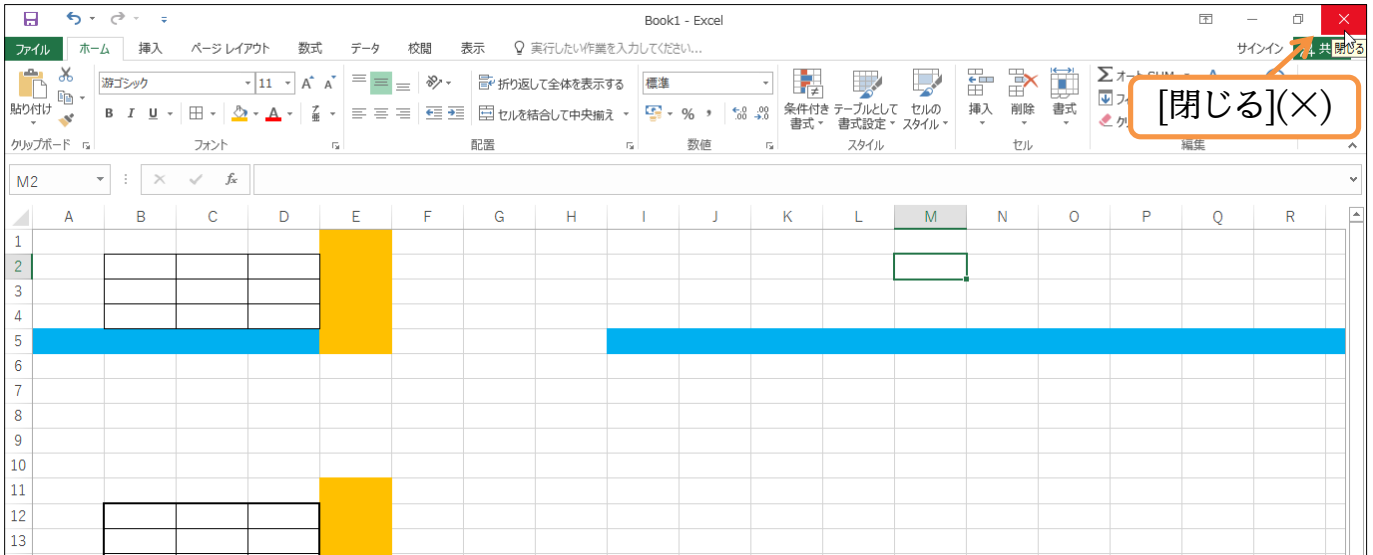 Book1 - Excel
ファイル ホーム 挿入 ページ レイアウト 数式 データ 校閲 表示 実行したい作業を入力してください... サインイン 共 閉じる
游ゴシック 11 A A 折り返して全体を表示する 標準
貼り付け B I U A セルを結合して中央揃え % 条件付き書式 テーブルとして書式設定 セルのスタイル 挿入 削除 書式
[閉じる](×)
クリップボード フォント 配置 数値 スタイル セル 編集
M2 fx
A B C D E F G H I J K L M N O P Q R
1
2
3
4
5
6
7
8
9
10
11
12
13